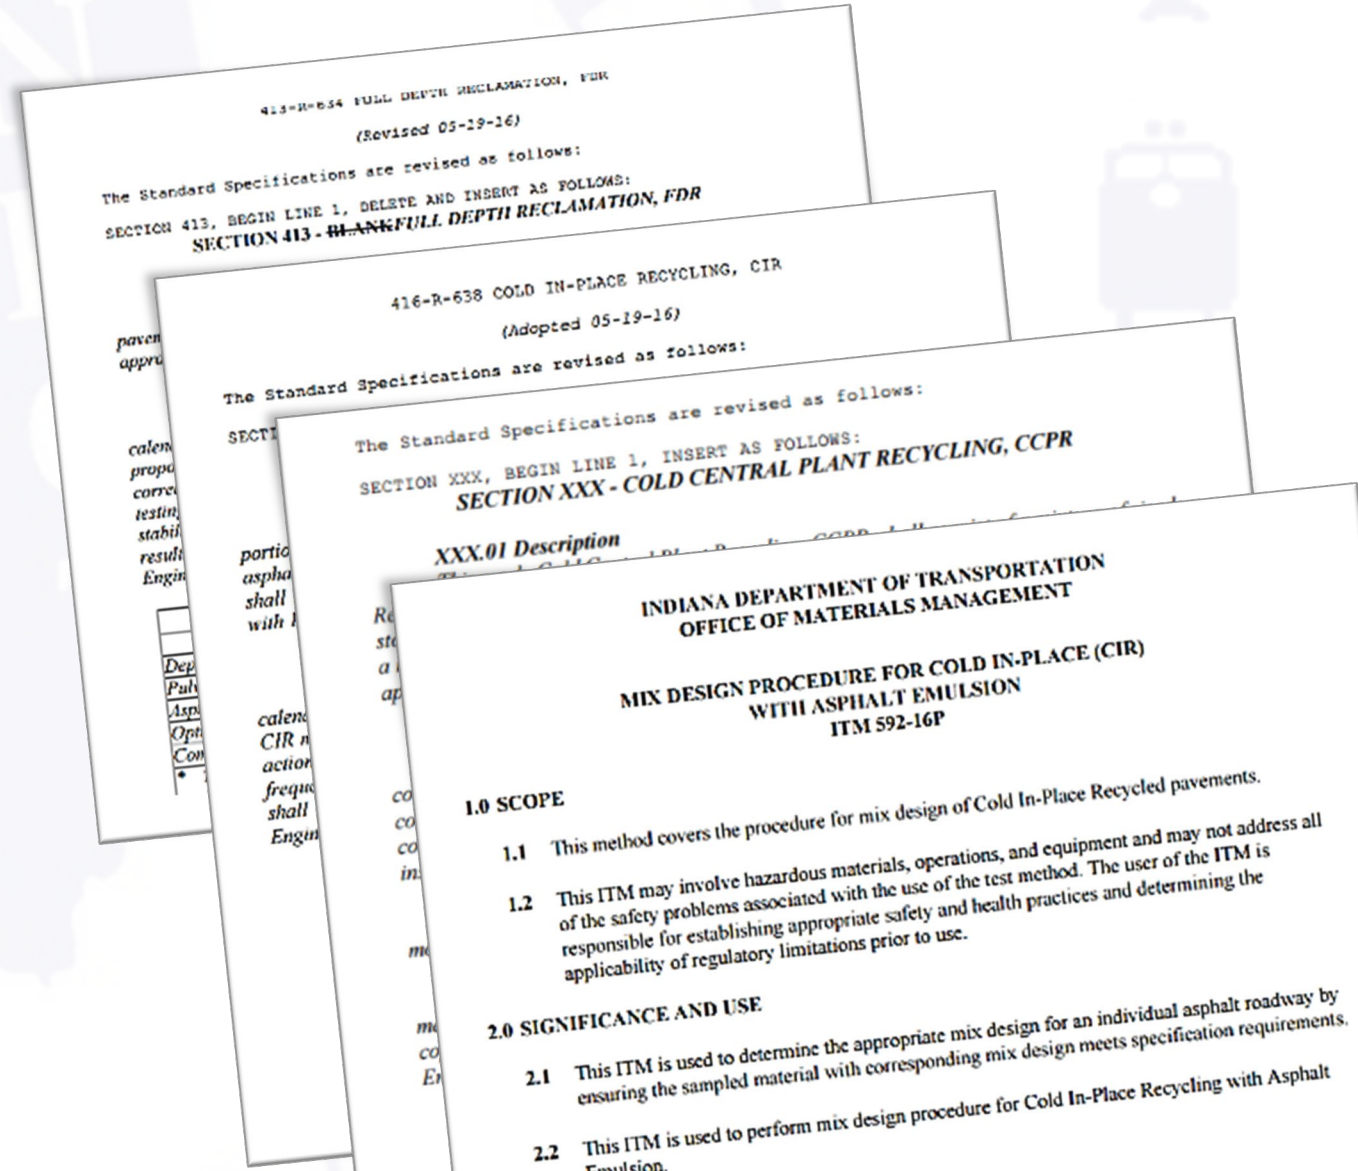 413-R-634 FULL DEPTH RECLAMATION, FDR
(Revised 05-19-16)
The Standard Specifications are revised as follows:
SECTION 413, BEGIN LINE 1, DELETE AND INSERT AS FOLLOWS:
SECTION 413 - BLANKFULL DEPTH RECLAMATION, FDR
416-R-638 COLD IN-PLACE RECYCLING, CIR
(Adopted 05-19-16)
The Standard Specifications are revised as follows:
The Standard Specifications are revised as follows:
SECTION XXX, BEGIN LINE 1, INSERT AS FOLLOWS:
SECTION XXX - COLD CENTRAL PLANT RECYCLING, CCPR
XXX.01 Description
shall
with
CIR
shall
INDIANA DEPARTMENT OF TRANSPORTATION
OFFICE OF MATERIALS MANAGEMENT
MIX DESIGN PROCEDURE FOR COLD IN-PLACE (CIR)
WITH ASPHALT EMULSION
ITM 592-16P
1.0 SCOPE
1.1 This method covers the procedure for mix design of Cold In-Place Recycled pavements.
1.2 This ITM may involve hazardous materials, operations, and equipment and may not address all
of the safety problems associated with the use of the test method. The user of the ITM is
responsible for establishing appropriate safety and health practices and determining the
applicability of regulatory limitations prior to use.
2.0 SIGNIFICANCE AND USE
2.1 This ITM is used to determine the appropriate mix design for an individual asphalt roadway by
ensuring the sampled material with corresponding mix design meets specification requirements.
2.2 This ITM is used to perform mix design procedure for Cold In-Place Recycling with Asphalt
Emulsion.